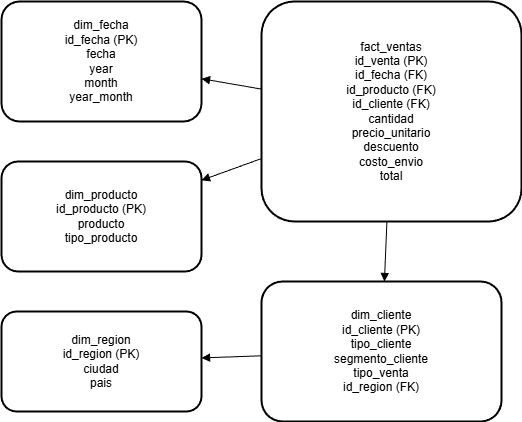 dim_fecha
id_fecha (PK)
fecha
year
month
year_month
fact_ventas
id_venta (PK)
id_fecha (FK)
id_producto (FK)
id_cliente (FK)
cantidad
precio_unitario
descuento
costo_envio
total
dim_producto
id_producto (PK)
producto
tipo_producto
dim_region
id_region (PK)
ciudad
pais
dim_cliente
id_cliente (PK)
tipo_cliente
segmento_cliente
tipo_venta
id_region (FK)